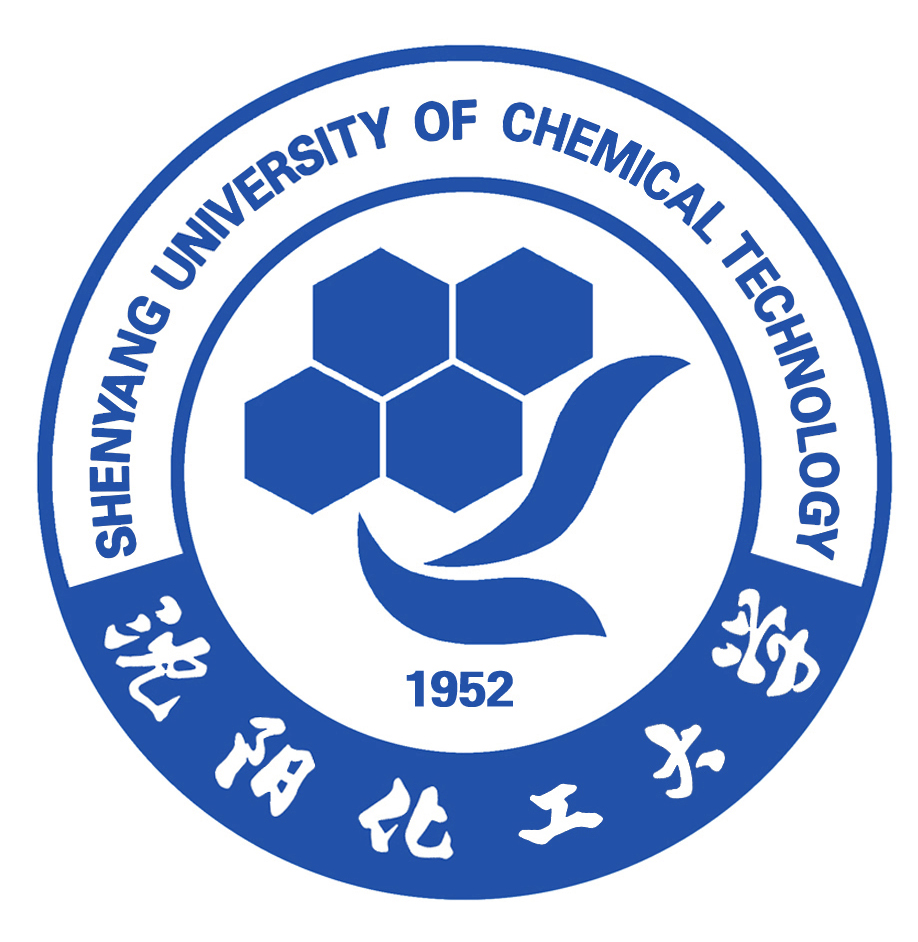 SHENYANG UNIVERSITY OF CHEMICAL TECHNOLOGY
1952
沈阳化工大学